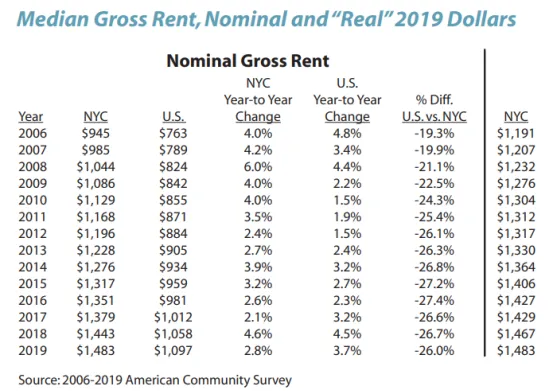 Median Gross Rent, Nominal and “Real” 2019 Dollars
Nominal Gross Rent
NYC U.S.
Year-to Year Year-to Year % Diff.
Year NYC U.S. Change Change U.S. vs. NYC NYC
2006 $945 $763 4.0% 4.8% -19.3% $1,191
2007 $985 $789 4.2% 3.4% -19.9% $1,207
2008 $1,044 $824 6.0% 4.4% -21.1% $1,232
2009 $1,086 $842 4.0% 2.2% -22.5% $1,276
2010 $1,129 $855 4.0% 1.5% -24.3% $1,304
2011 $1,168 $871 3.5% 1.9% -25.4% $1,312
2012 $1,196 $884 2.4% 1.5% -26.1% $1,317
2013 $1,228 $905 2.7% 2.4% -26.3% $1,330
2014 $1,276 $934 3.9% 3.2% -26.8% $1,364
2015 $1,317 $959 3.2% 2.7% -27.2% $1,406
2016 $1,351 $981 2.6% 2.3% -27.4% $1,427
2017 $1,379 $1,012 2.1% 3.2% -26.6% $1,429
2018 $1,443 $1,058 4.6% 4.5% -26.7% $1,467
2019 $1,483 $1,097 2.8% 3.7% -26.0% $1,483
Source: 2006-2019 American Community Survey